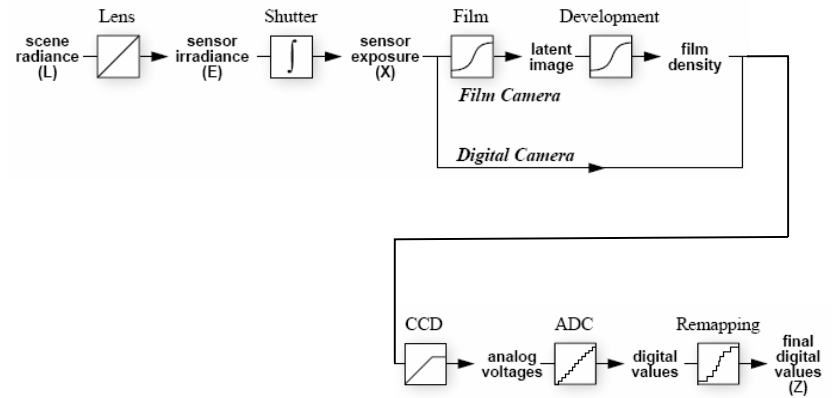 Lens
Shutter
Film
Development
scene
radiance
(L)
sensor
irradiance
(E)
∫
sensor
exposure
(X)
latent
image
film
density
Film Camera
Digital Camera
CCD
ADC
Remapping
analog
voltages
digital
values
final
digital
values
(Z)